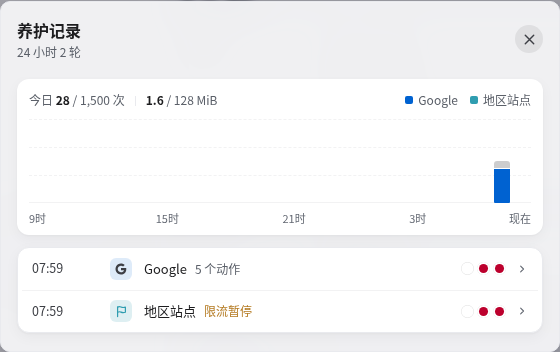 养护记录
24 小时 2 轮
今日 28 / 1,500 次 1.6 / 128 MiB Google 地区站点
9时 15时 21时 3时 现在
07:59 G Google 5 个动作
07:59 地区站点 限流暂停